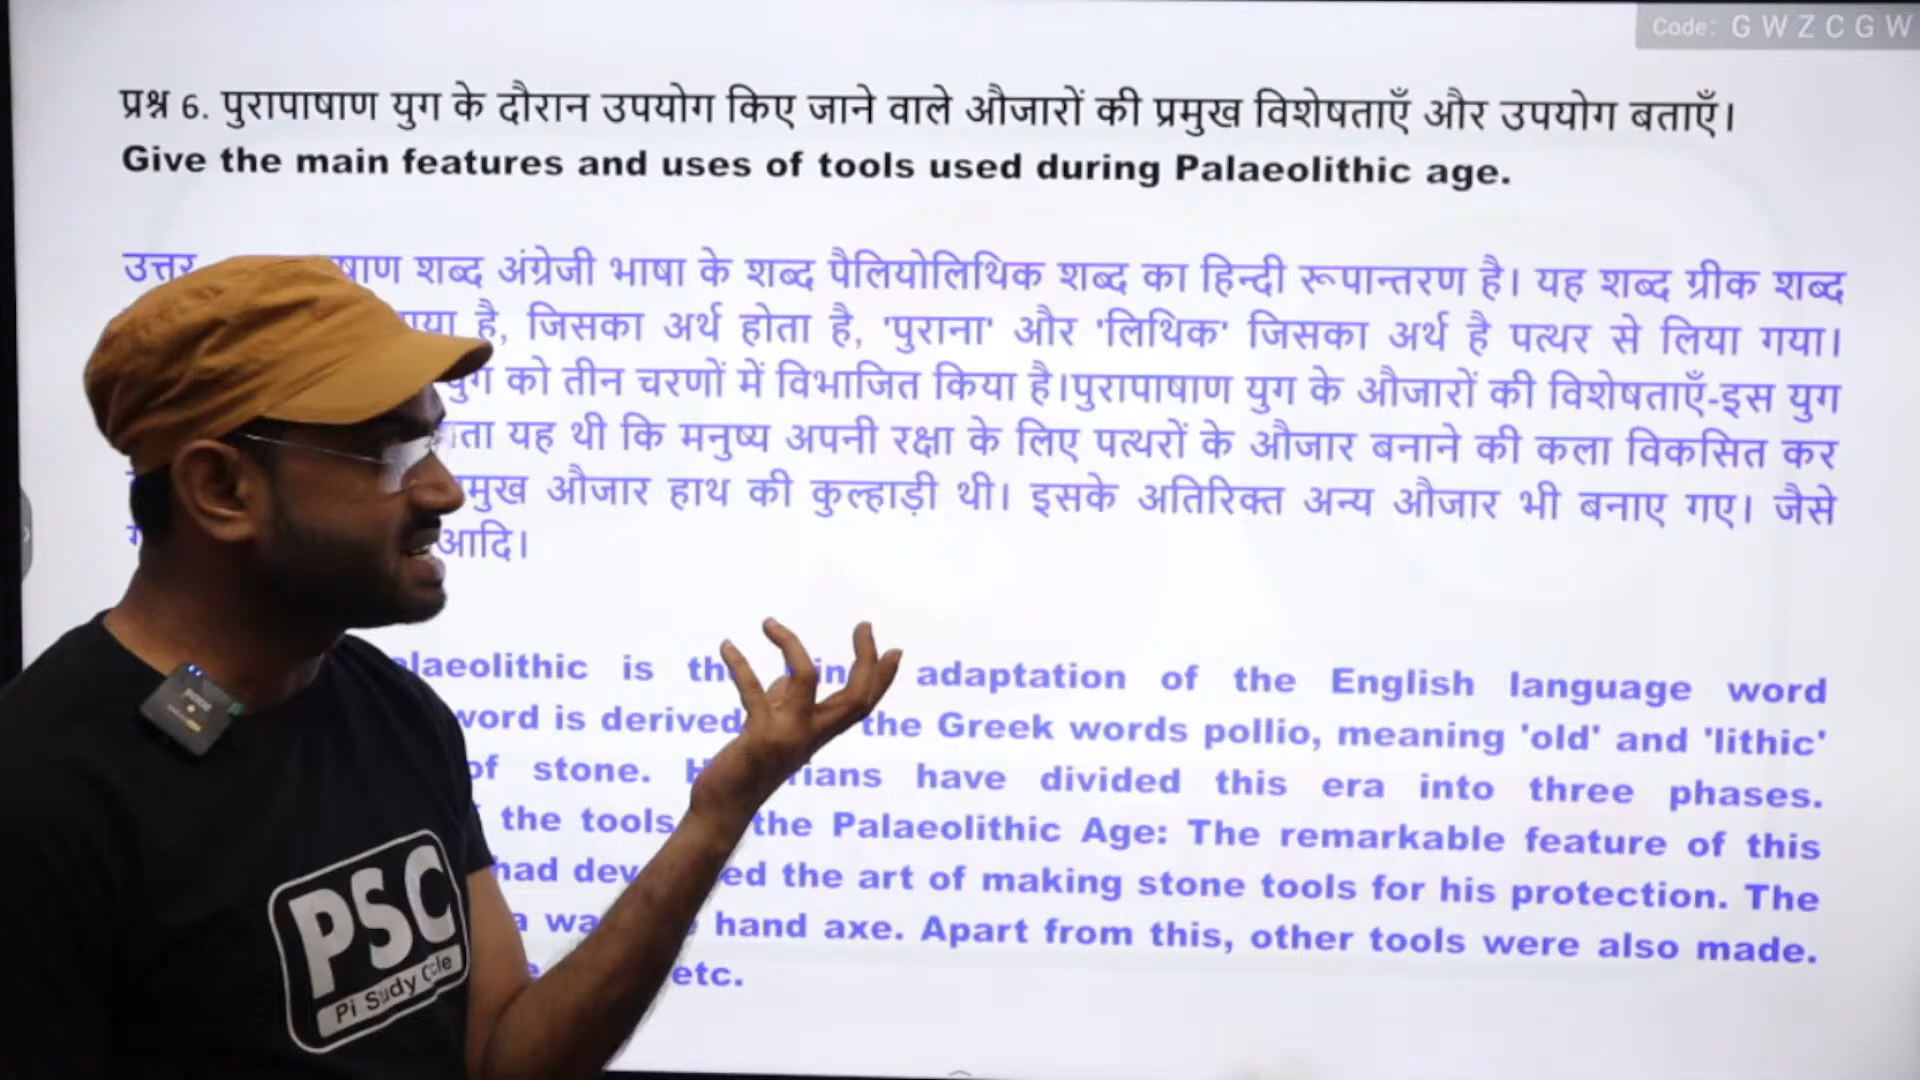 Code: G W Z C G W
प्रश्न 6. पुरापाषाण युग के दौरान उपयोग किए जाने वाले औजारों की प्रमुख विशेषताएँ और उपयोग बताएँ।
Give the main features and uses of tools used during Palaeolithic age.
उत्तर शब्द अंग्रेजी भाषा के शब्द पैलियोलिथिक शब्द का हिन्दी रूपान्तरण है। यह शब्द ग्रीक शब्द
है, जिसका अर्थ होता है, 'पुराना' और 'लिथिक' जिसका अर्थ है पत्थर से लिया गया।
युग को तीन चरणों में विभाजित किया है।पुरापाषाण युग के औजारों की विशेषताएँ-इस युग
यह थी कि मनुष्य अपनी रक्षा के लिए पत्थरों के औजार बनाने की कला विकसित कर
औजार हाथ की कुल्हाड़ी थी। इसके अतिरिक्त अन्य औजार भी बनाए गए। जैसे
आदि।
is adaptation of the English language word
word is derived the Greek words pollio, meaning 'old' and 'lithic'
of stone. have divided this era into three phases.
the tools the Palaeolithic Age: The remarkable feature of this
had the art of making stone tools for his protection. The
hand axe. Apart from this, other tools were also made.
etc.
PSC
Pi Study Circle